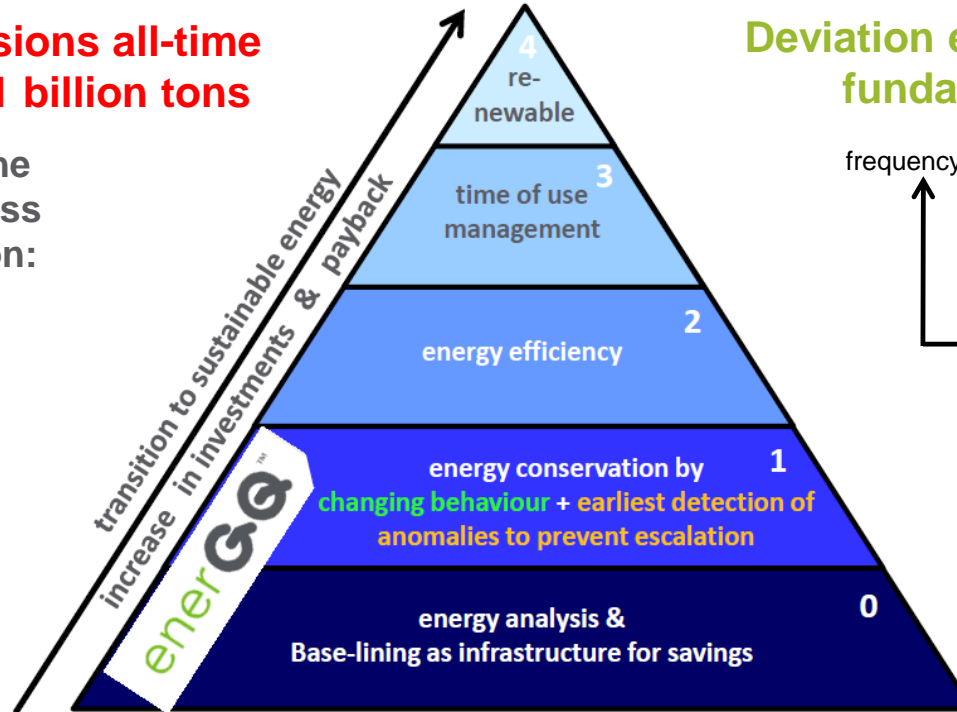 sions all-time
billion tons
ne
ss
on:
transition to sustainable energy
increase in investments & payback
4
re-
newable
3
time of use
management
2
energy efficiency
1
energy conservation by
changing behaviour + earliest detection of
anomalies to prevent escalation
0
energy analysis &
Base-lining as infrastructure for savings
enerGQ™
Deviation e
funda
frequency